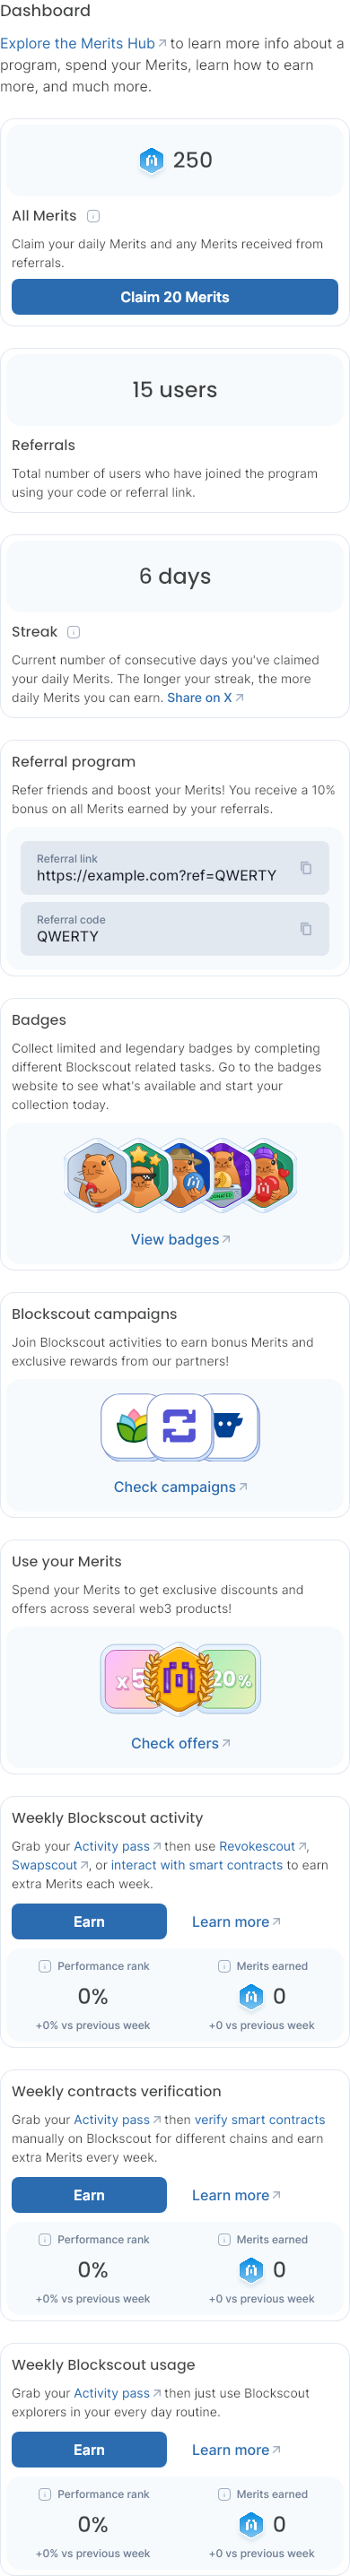 Dashboard
Explore the Merits Hub to learn more info about a
program, spend your Merits, learn how to earn
more, and much more.
250
All Merits
Claim your daily Merits and any Merits received from
referrals.
Claim 20 Merits
15 users
Referrals
Total number of users who have joined the program
using your code or referral link.
6 days
Streak
Current number of consecutive days you've claimed
your daily Merits. The longer your streak, the more
daily Merits you can earn. Share on X
Referral program
Refer friends and boost your Merits! You receive a 10%
bonus on all Merits earned by your referrals.
Referral link
https://example.com?ref=QWERTY
Referral code
QWERTY
Badges
Collect limited and legendary badges by completing
different Blockscout related tasks. Go to the badges
website to see what's available and start your
collection today.
View badges
Blockscout campaigns
Join Blockscout activities to earn bonus Merits and
exclusive rewards from our partners!
Check campaigns
Use your Merits
Spend your Merits to get exclusive discounts and
offers across several web3 products!
x5
20%
Check offers
Weekly Blockscout activity
Grab your Activity pass then use Revokescout,
Swapscout, or interact with smart contracts to earn
extra Merits each week.
Earn Learn more
Performance rank Merits earned
0% 0
+0% vs previous week +0 vs previous week
Weekly contracts verification
Grab your Activity pass then verify smart contracts
manually on Blockscout for different chains and earn
extra Merits every week.
Earn Learn more
Performance rank Merits earned
0% 0
+0% vs previous week +0 vs previous week
Weekly Blockscout usage
Grab your Activity pass then just use Blockscout
explorers in your every day routine.
Earn Learn more
Performance rank Merits earned
0% 0
+0% vs previous week +0 vs previous week